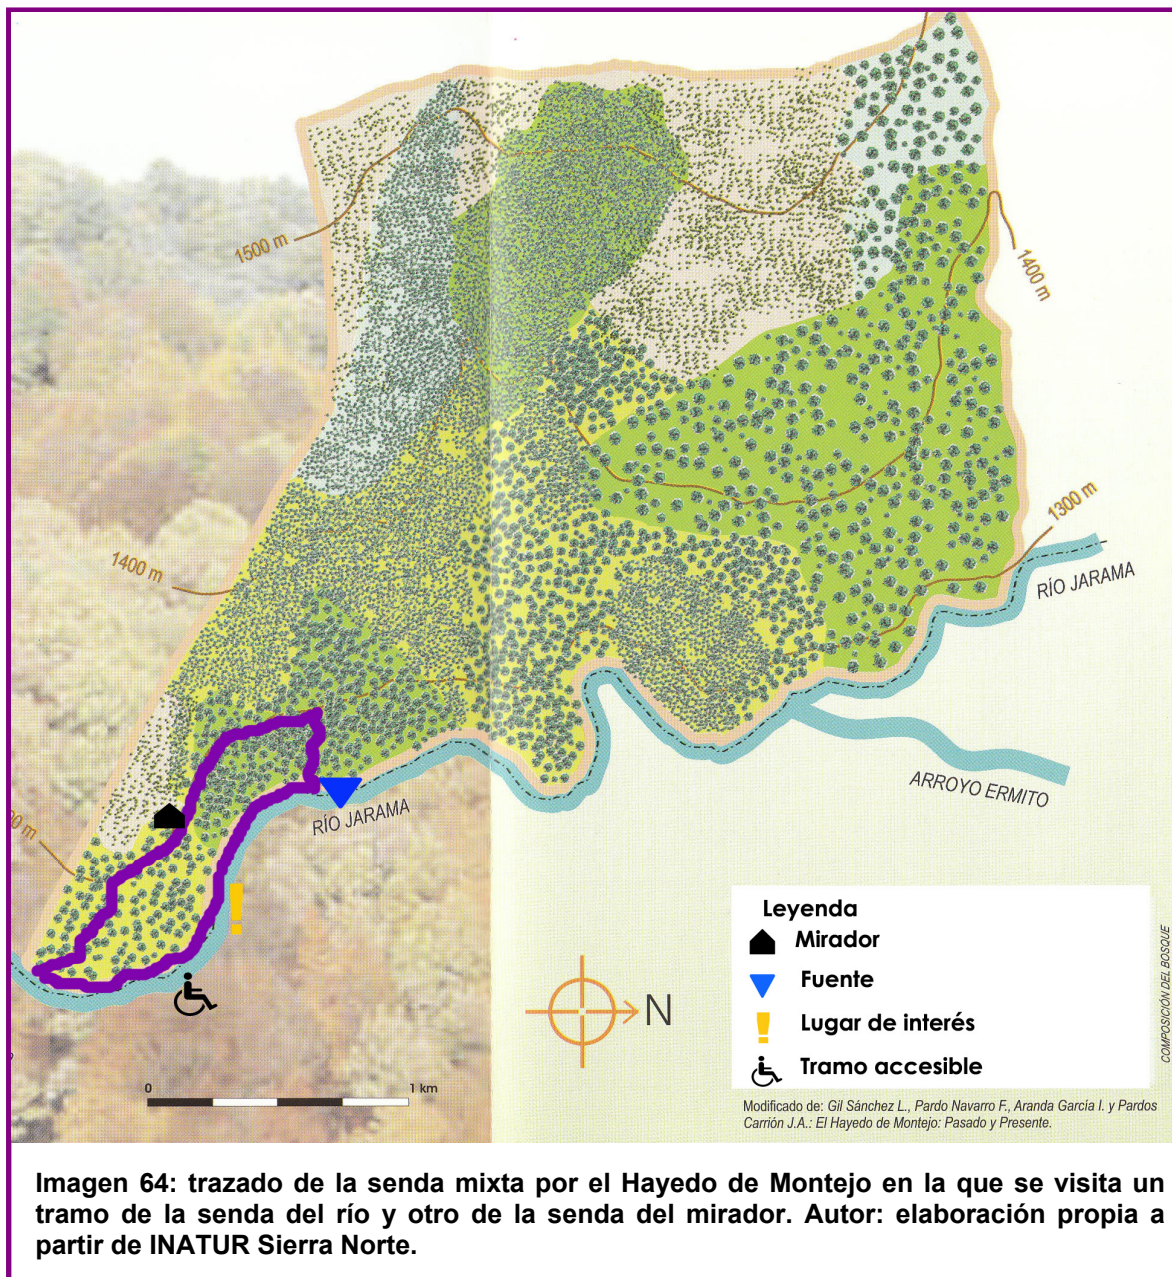 1500 m
1400 m
1300 m
RÍO JARAMA
1400 m
ARROYO ERMITO
RÍO JARAMA
00 m
N
0
1 km
Leyenda
Mirador
Fuente
Lugar de interés
Tramo accesible
COMPOSICIÓN DEL BOSQUE
Modificado de: Gil Sánchez L., Pardo Navarro F., Aranda García I. y Pardos
Carrión J.A.: El Hayedo de Montejo: Pasado y Presente.
Imagen 64: trazado de la senda mixta por el Hayedo de Montejo en la que se visita un
tramo de la senda del río y otro de la senda del mirador. Autor: elaboración propia a
partir de INATUR Sierra Norte.